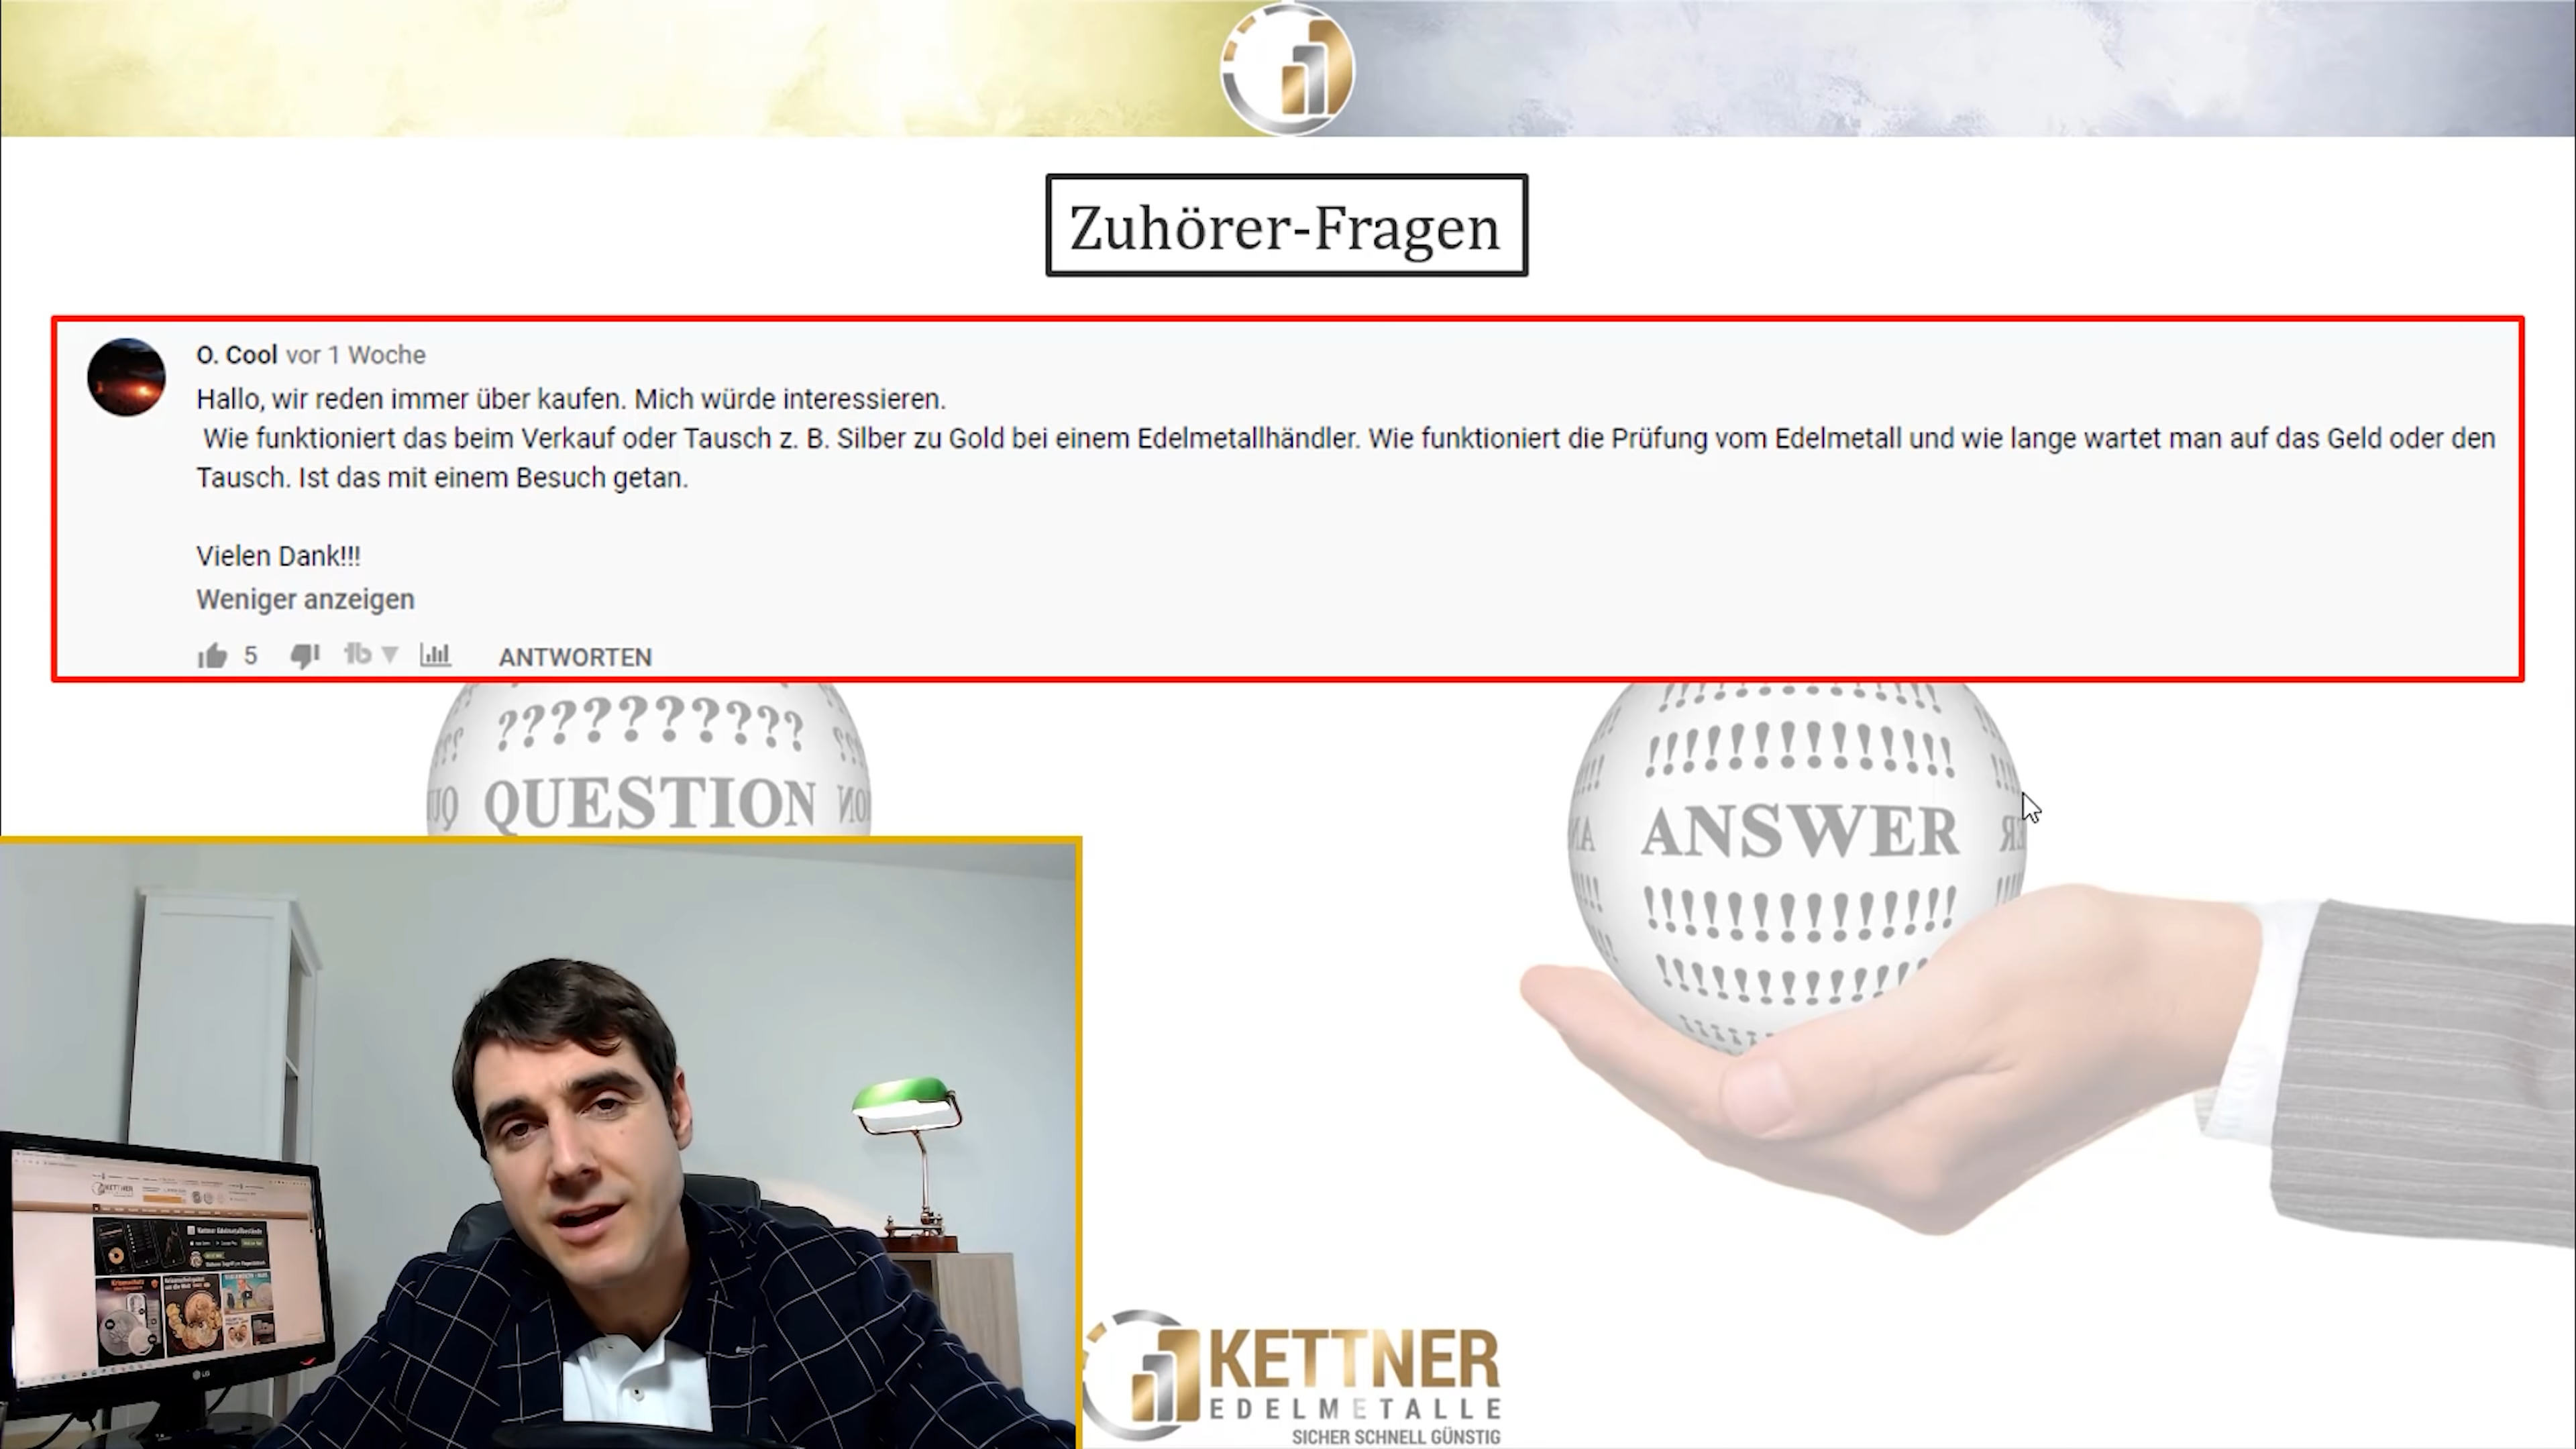 Zuhörer-Fragen
O. Cool vor 1 Woche
Hallo, wir reden immer über kaufen. Mich würde interessieren.
Wie funktioniert das beim Verkauf oder Tausch z. B. Silber zu Gold bei einem Edelmetallhändler. Wie funktioniert die Prüfung vom Edelmetall und wie lange wartet man auf das Geld oder den
Tausch. Ist das mit einem Besuch getan.
Vielen Dank!!!
Weniger anzeigen
5
ANTWORTEN
??????????
QUESTION
!!!!!!!!!!!!!
ANSWER
!!!!!!!!!!!!!
KETTNER
LG
KETTNER
EDELMETALLE
SICHER SCHNELL GÜNSTIG